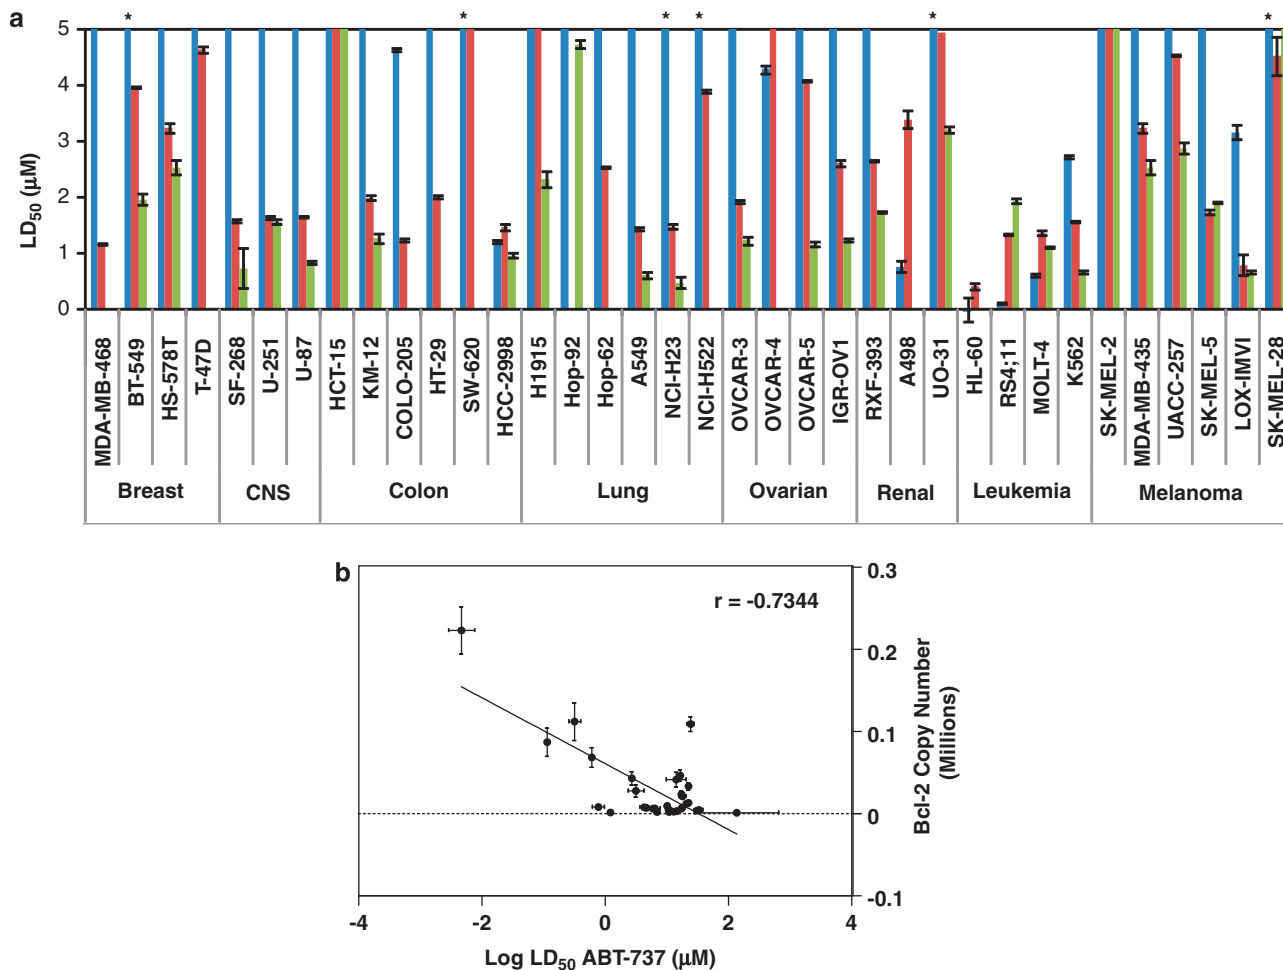 a
* * * * * *
LD50 (μM)
5
4
3
2
1
0
MDA-MB-468
BT-549
HS-578T
T-47D
SF-268
U-251
U-87
HCT-15
KM-12
COLO-205
HT-29
SW-620
HCC-2998
H1915
Hop-92
Hop-62
A549
NCI-H23
NCI-H522
OVCAR-3
OVCAR-4
OVCAR-5
IGR-OV1
RXF-393
A498
UO-31
HL-60
RS4;11
MOLT-4
K562
SK-MEL-2
MDA-MB-435
UACC-257
SK-MEL-5
LOX-IMVI
SK-MEL-28
Breast CNS Colon Lung Ovarian Renal Leukemia Melanoma
b
r = -0.7344
0.3
0.2
0.1
0
-0.1
Bcl-2 Copy Number
(Millions)
-4 -2 0 2 4
Log LD50 ABT-737 (μM)